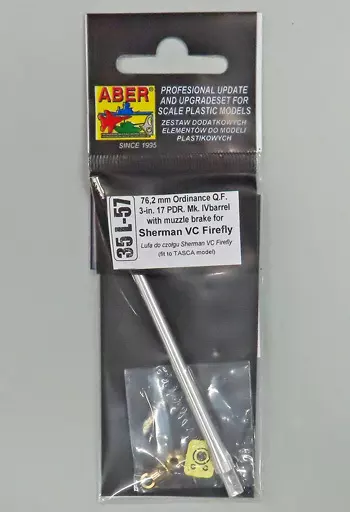 ABER®
SINCE 1995
PROFESIONAL UPDATE
AND UPGRADESET FOR
SCALE PLASTIC MODELS
ZESTAW DODATKOWYCH
ELEMENTÓW DO MODELI
PLASTIKOWYCH
35 L-57
76,2 mm Ordinance Q.F.
3-in. 17 PDR. Mk. IVbarrel
with muzzle brake for
Sherman VC Firefly
Lufa do czołgu Sherman VC Firefly
(fit to TASCA model)